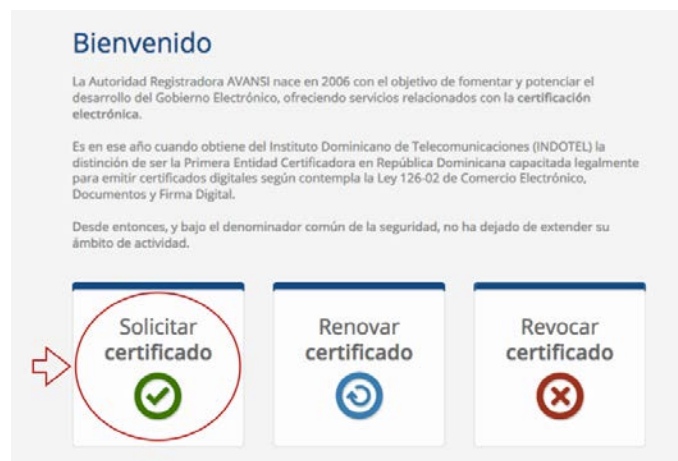 Bienvenido
La Autoridad Registradora AVANSI nace en 2006 con el objetivo de fomentar y potenciar el
desarrollo del Gobierno Electrónico, ofreciendo servicios relacionados con la certificación
electrónica.
Es en ese año cuando obtiene del Instituto Dominicano de Telecomunicaciones (INDOTEL) la
distinción de ser la Primera Entidad Certificadora en República Dominicana capacitada legalmente
para emitir certificados digitales según contempla la Ley 126-02 de Comercio Electrónico,
Documentos y Firma Digital.
Desde entonces, y bajo el denominador común de la seguridad, no ha dejado de extender su
ámbito de actividad.
Solicitar
certificado
Renovar
certificado
Revocar
certificado